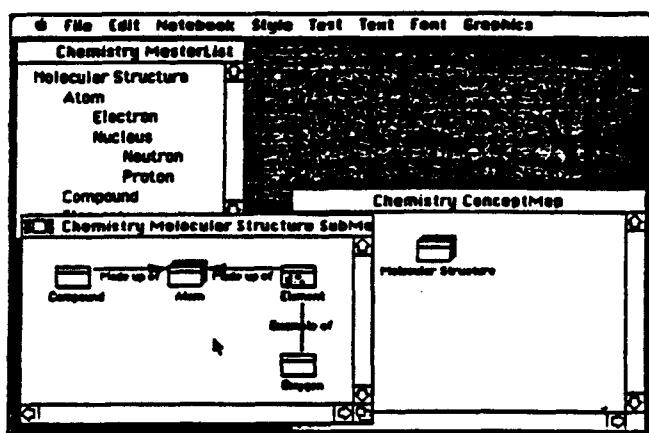 File Edit Notebook Style Test Text Font Graphics
Chemistry MasterList
Molecular Structure
Atom
Electron
Nucleus
Neutron
Proton
Compound
Chemistry ConceptMap
Molecular Structure
Chemistry Molecular Structure SubMa
Made up of Made up of
Compound Atom Element
Example of
Oxygen